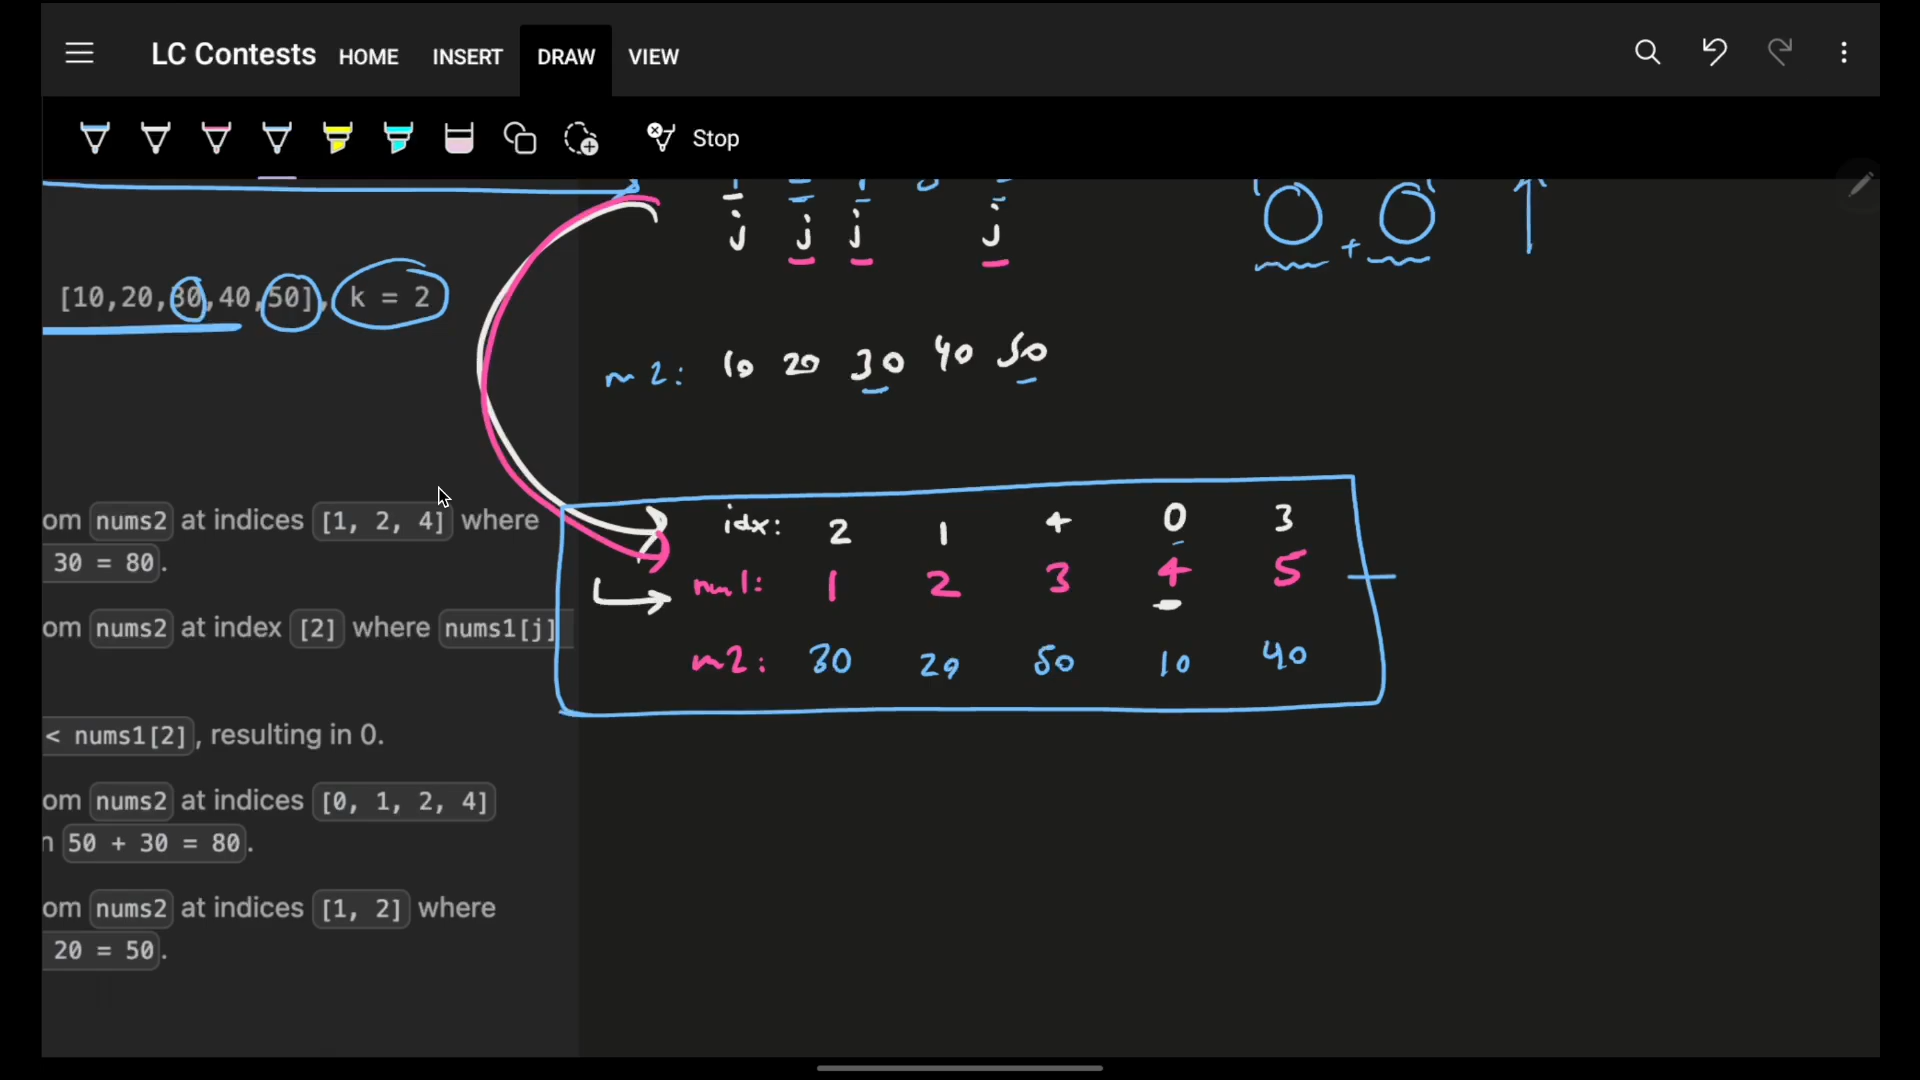 LC Contests HOME INSERT DRAW VIEW
Stop
j j j j
0 + 0
[10,20,30,40,50], k = 2
n2: 10 20 30 40 50
om nums2 at indices [1, 2, 4] where
30 = 80.
om nums2 at index [2] where nums1[j]
< nums1[2], resulting in 0.
om nums2 at indices [0, 1, 2, 4]
n 50 + 30 = 80.
om nums2 at indices [1, 2] where
20 = 50.
idx: 2 1 4 0 3
num1: 1 2 3 4 5
n2: 30 20 50 10 40